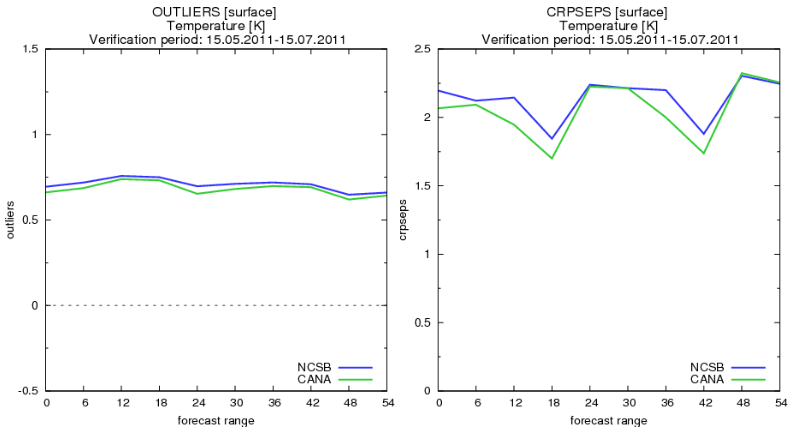 OUTLIERS [surface]
Temperature [K]
Verification period: 15.05.2011-15.07.2011
1.5
1
0.5
0
-0.5
outliers
NCSB
CANA
0 6 12 18 24 30 36 42 48 54
forecast range
CRPSEPS [surface]
Temperature [K]
Verification period: 15.05.2011-15.07.2011
2.5
2
1.5
1
0.5
0
crpseps
NCSB
CANA
0 6 12 18 24 30 36 42 48 54
forecast range